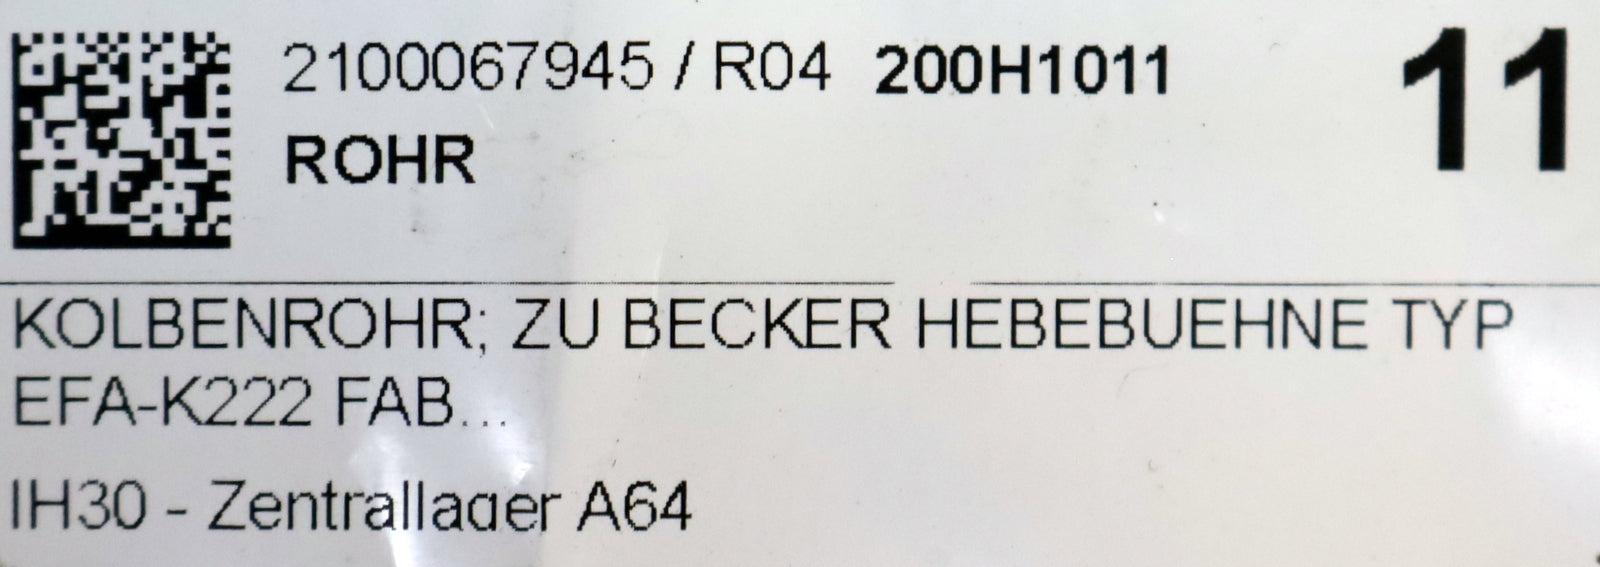 2100067945 / R04 200H1011 11
ROHR
KOLBENROHR; ZU BECKER HEBEBUEHNE TYP
EFA-K222 FAB...
IH30 - Zentrallager A64